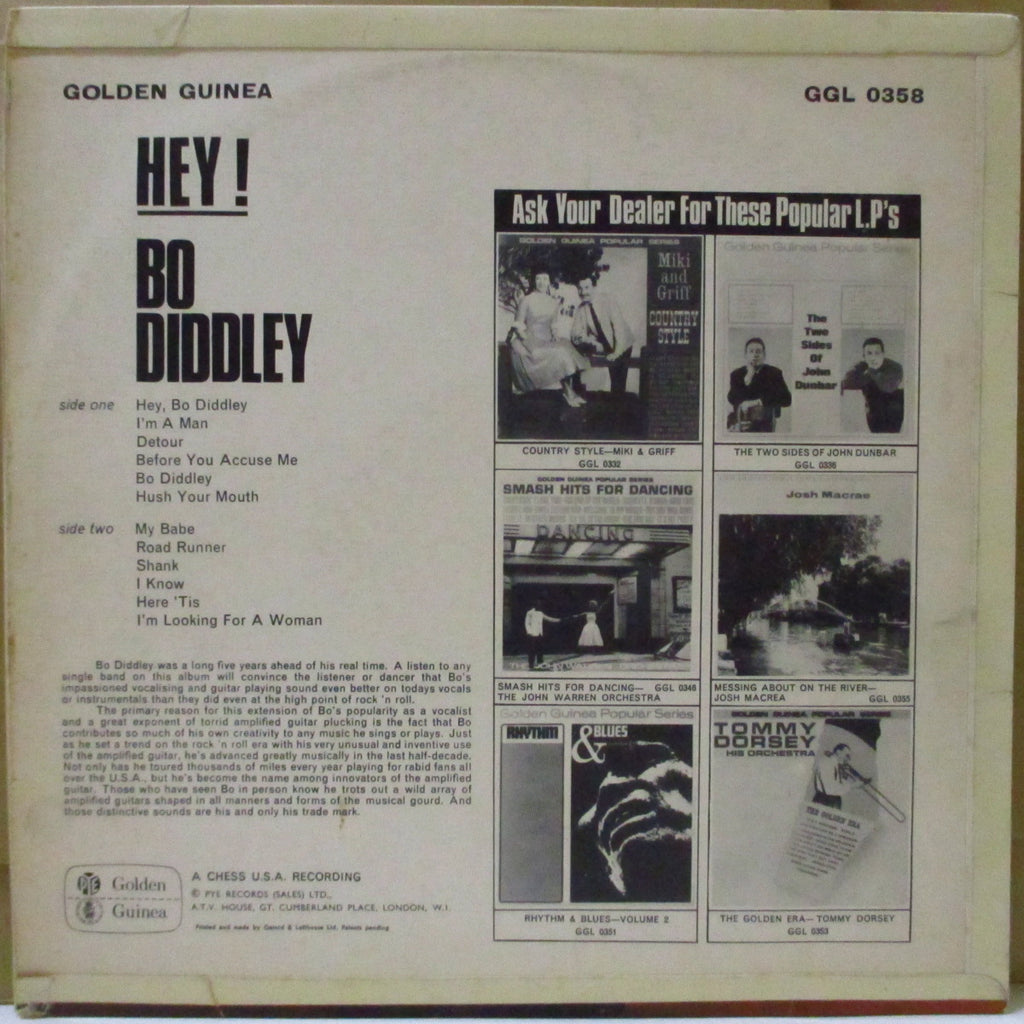 GOLDEN GUINEA
GGL 0358
HEY!
BO
DIDDLEY
side one Hey, Bo Diddley
I'm A Man
Detour
Before You Accuse Me
Bo Diddley
Hush Your Mouth
side two My Babe
Road Runner
Shank
I Know
Here 'Tis
I'm Looking For A Woman
Bo Diddley was a long five years ahead of his real time. A listen to any
single band on this album will convince the listener or dancer that Bo's
impassioned vocalising and guitar playing sound even better on todays vocals
or instrumentals than they did even at the high point of rock 'n roll.
The primary reason for this extension of Bo's popularity as a vocalist
and a great exponent of torrid amplified guitar plucking is the fact that Bo
contributes so much of his own creativity to any music he sings or plays. Just
as he set a trend on the rock 'n roll era with his very unusual and inventive use
of the amplified guitar, he's advanced greatly musically in the last half-decade.
Not only has he toured thousands of miles every year playing for rabid fans all
over the U.S.A., but he's become the name among innovators of the amplified
guitar. Those who have seen Bo in person know he trots out a wild array of
amplified guitars shaped in all manners and forms of the musical gourd. And
those distinctive sounds are his and only his trade mark.
PYE Golden
Guinea
A CHESS U.S.A. RECORDING
© PYE RECORDS (SALES) LTD.,
A.T.V. HOUSE, GT. CUMBERLAND PLACE, LONDON, W.I.
Printed and made by Garrod & Lofthouse Ltd. Patents pending
Ask Your Dealer For These Popular L.P's
GOLDEN GUINEA POPULAR SERIES
Miki
and
Griff
COUNTRY
STYLE
COUNTRY STYLE—MIKI & GRIFF
GGL 0332
Golden Guinea Popular Series
The
Two
Sides
Of
John
Dunbar
THE TWO SIDES OF JOHN DUNBAR
GGL 0336
GOLDEN GUINEA POPULAR SERIES
SMASH HITS FOR DANCING
DANCING
SMASH HITS FOR DANCING— GGL 0346
THE JOHN WARREN ORCHESTRA
Josh Macrae
MESSING ABOUT ON THE RIVER—
JOSH MACREA GGL 0355
Golden Guinea Popular Series
RHYTHM & BLUES
RHYTHM & BLUES—VOLUME 2
GGL 0351
GOLDEN GUINEA POPULAR SERIES
TOMMY
DORSEY
HIS ORCHESTRA
THE GOLDEN ERA
THE GOLDEN ERA—TOMMY DORSEY
GGL 0353